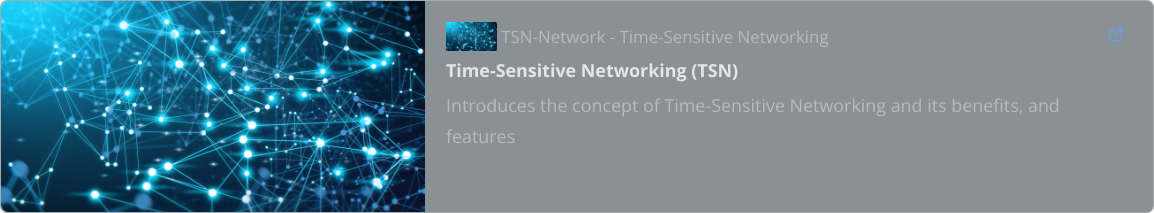 TSN-Network - Time-Sensitive Networking
Time-Sensitive Networking (TSN)
Introduces the concept of Time-Sensitive Networking and its benefits, and
features